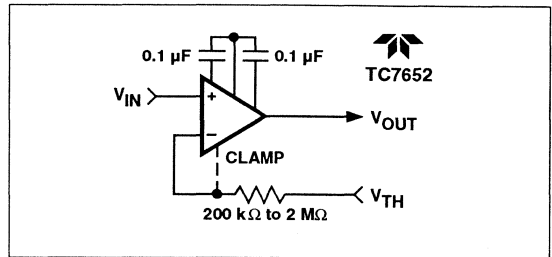 0.1 µF
0.1 µF
TC7652
VIN
+
VOUT
−
CLAMP
VTH
200 kΩ to 2 MΩ